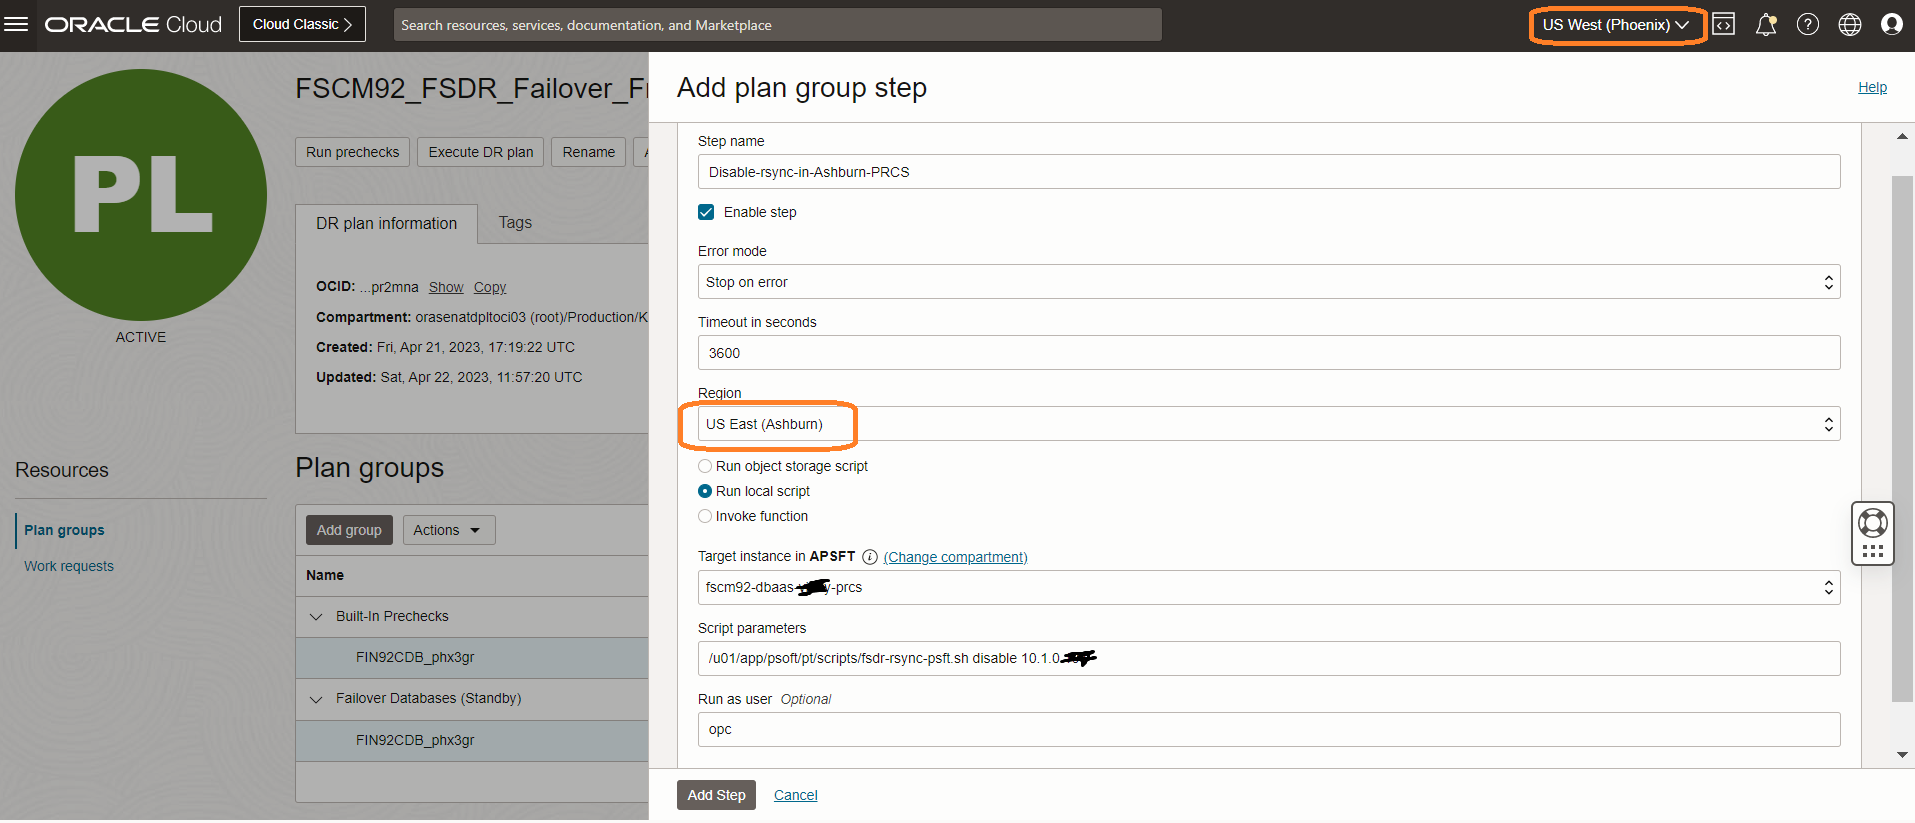 ORACLE Cloud
Cloud Classic
Search resources, services, documentation, and Marketplace
US West (Phoenix)
PL
ACTIVE
Resources
Plan groups
Work requests
FSCM92_FSDR_Failover_Fr
Run prechecks
Execute DR plan
Rename
DR plan information
Tags
OCID: ...pr2mna Show Copy
Compartment: orasenatdpltoci03 (root)/Production/K
Created: Fri, Apr 21, 2023, 17:19:22 UTC
Updated: Sat, Apr 22, 2023, 11:57:20 UTC
Plan groups
Add group
Actions
Name
Built-In Prechecks
FIN92CDB_phx3gr
Failover Databases (Standby)
FIN92CDB_phx3gr
Add plan group step
Help
Step name
Disable-rsync-in-Ashburn-PRCS
Enable step
Error mode
Stop on error
Timeout in seconds
3600
Region
US East (Ashburn)
Run object storage script
Run local script
Invoke function
Target instance in APSFT (Change compartment)
fscm92-dbaas- -prcs
Script parameters
/u01/app/psoft/pt/scripts/fsdr-rsync-psft.sh disable 10.1.0
Run as user Optional
opc
Add Step
Cancel